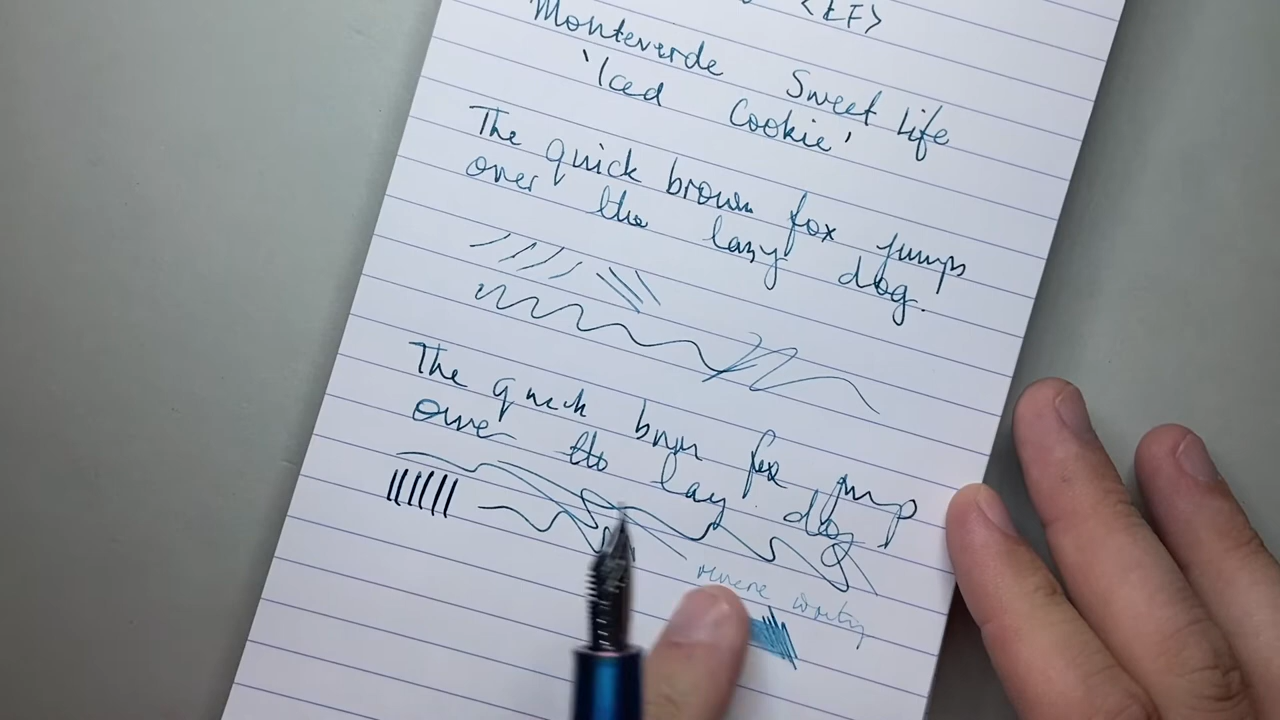 <EF>
Monteverde Sweet Life
'Iced Cookie'
The quick brown fox jumps
over the lazy dog.
The quick brown fox jump
over the lazy dog
reverse writing